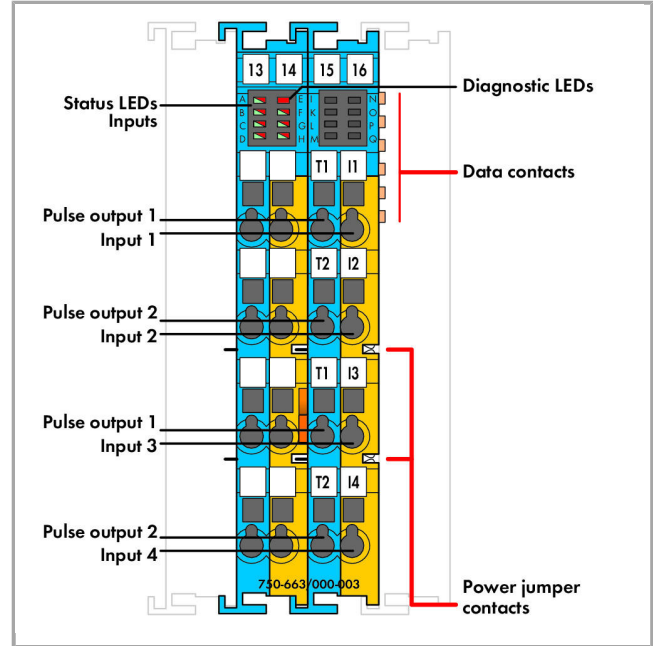 13 14 15 16
Status LEDs
Inputs
Diagnostic LEDs
A E I N
B F K O
C G L P
D H M Q
Data contacts
T1 I1
Pulse output 1
Input 1
T2 I2
Pulse output 2
Input 2
T1 I3
Pulse output 1
Input 3
T2 I4
Pulse output 2
Input 4
750-663/000-003
Power jumper
contacts